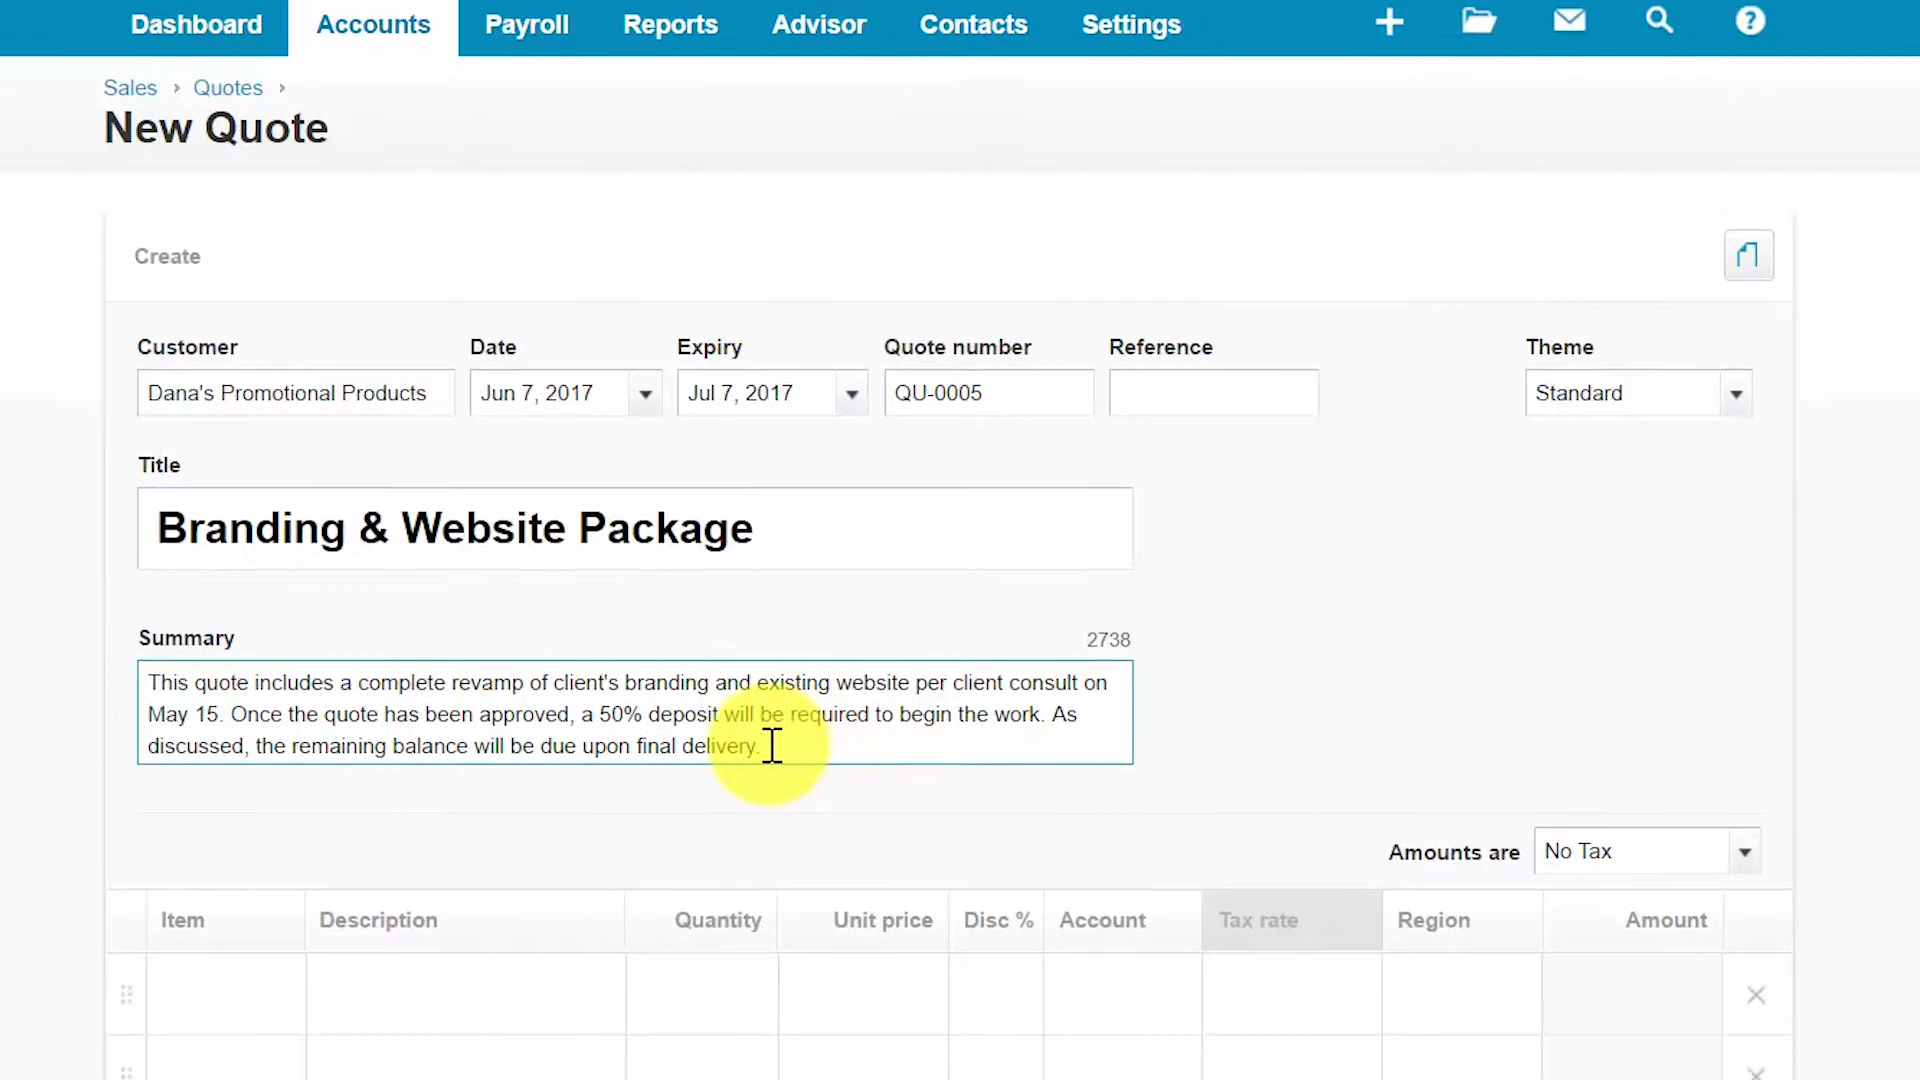 Dashboard Accounts Payroll Reports Advisor Contacts Settings
Sales › Quotes ›
New Quote
Create
Customer Date Expiry Quote number Reference Theme
Dana's Promotional Products Jun 7, 2017 Jul 7, 2017 QU-0005 Standard
Title
Branding & Website Package
Summary 2738
This quote includes a complete revamp of client's branding and existing website per client consult on
May 15. Once the quote has been approved, a 50% deposit will be required to begin the work. As
discussed, the remaining balance will be due upon final delivery.
Amounts are No Tax
Item Description Quantity Unit price Disc % Account Tax rate Region Amount